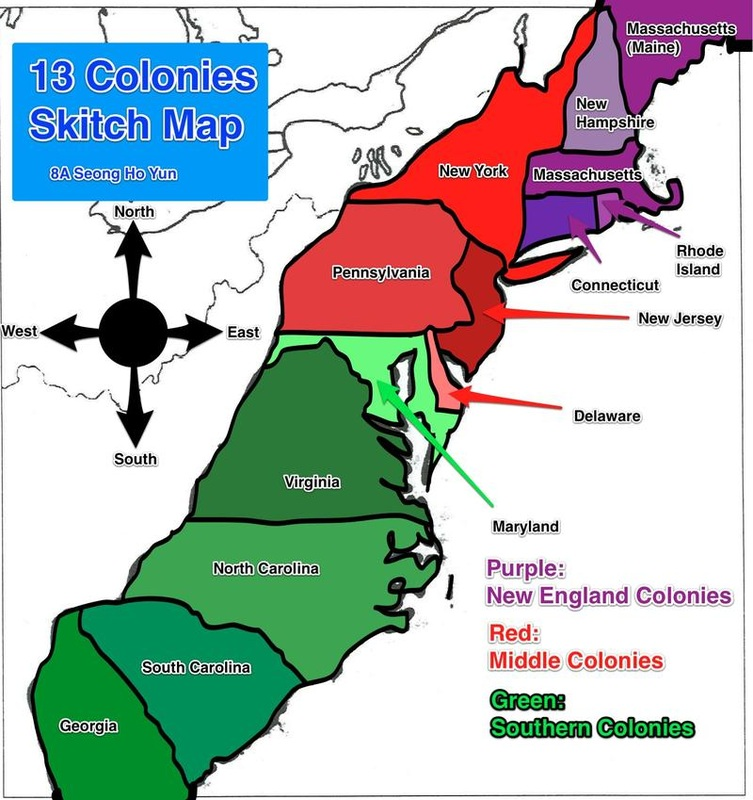 13 Colonies
Skitch Map
8A Seong Ho Yun
North
West
East
South
Massachusetts
(Maine)
New
Hampshire
Massachusetts
New York
Rhode
Island
Connecticut
Pennsylvania
New Jersey
Delaware
Maryland
Virginia
North Carolina
South Carolina
Georgia
Purple:
New England Colonies
Red:
Middle Colonies
Green:
Southern Colonies